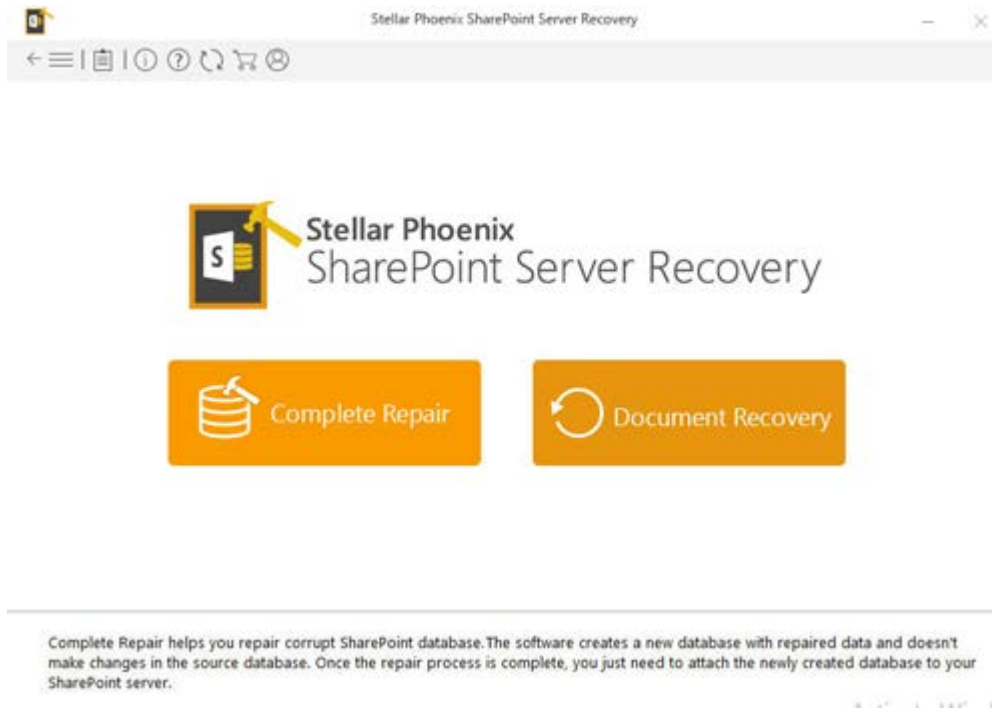 Stellar Phoenix SharePoint Server Recovery
S
Stellar Phoenix
SharePoint Server Recovery
Complete Repair
Document Recovery
Complete Repair helps you repair corrupt SharePoint database.The software creates a new database with repaired data and doesn't
make changes in the source database. Once the repair process is complete, you just need to attach the newly created database to your
SharePoint server.